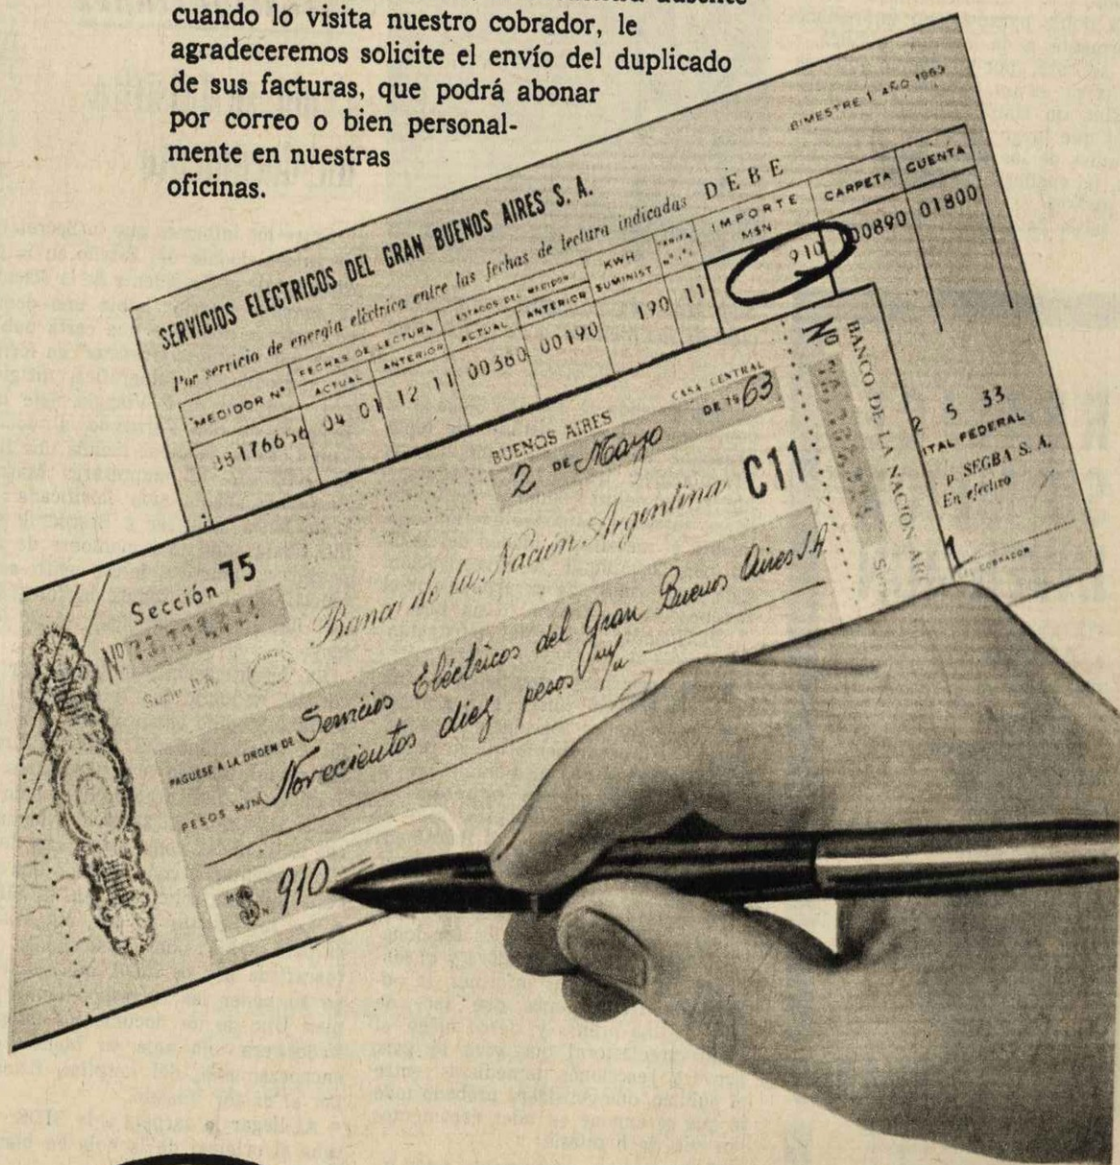 cuando lo visita nuestro cobrador, le
agradeceremos solicite el envío del duplicado
de sus facturas, que podrá abonar
por correo o bien personal-
mente en nuestras
oficinas.
BIMESTRE 1 AÑO 1963
SERVICIOS ELECTRICOS DEL GRAN BUENOS AIRES S. A.
Por servicio de energía eléctrica entre las fechas de lectura indicadas DEBE
MEDIDOR Nº FECHAS DE LECTURA ESTADOS DEL MEDIDOR KWH SUMINIST TARIFA IMPORTE M$N CARPETA CUENTA
ACTUAL ANTERIOR ACTUAL ANTERIOR
04 01 12 11 00380 00190 190 11 910 00890 01800
CASA CENTRAL
BUENOS AIRES
2 DE Mayo DE 1963
Nº
BANCO DE LA NACION
5 33
p. SEGBA S. A.
En efectivo
COBRADOR
Sección 75
Nº
Banco de la Nación Argentina C11
PAGUESE A LA ORDEN DE Servicios Eléctricos del Gran Buenos Aires S.A
PESOS M/N Novecientos diez pesos m/n
910